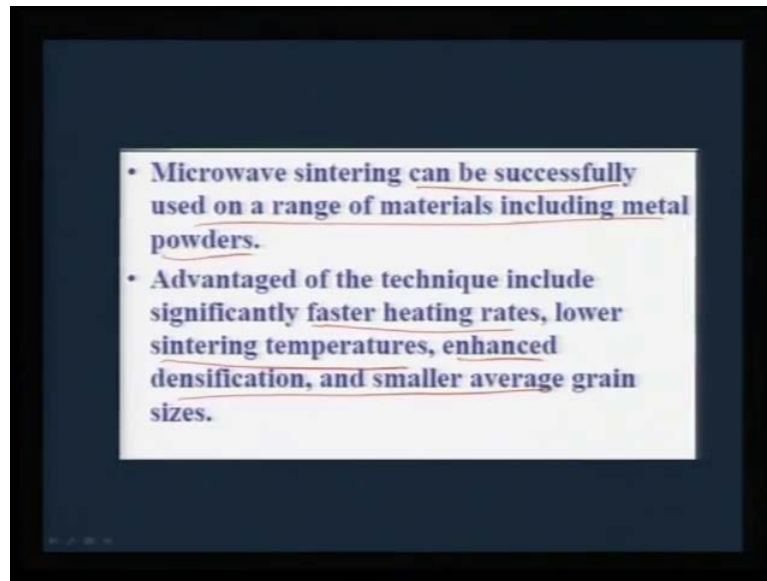 • Microwave sintering can be successfully
used on a range of materials including metal
powders.
• Advantaged of the technique include
significantly faster heating rates, lower
sintering temperatures, enhanced
densification, and smaller average grain
sizes.